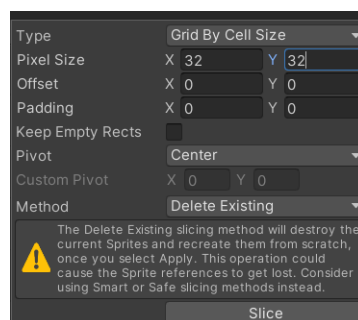 Type Grid By Cell Size
Pixel Size X 32 Y 32
Offset X 0 Y 0
Padding X 0 Y 0
Keep Empty Rects
Pivot Center
Custom Pivot X 0 Y 0
Method Delete Existing
The Delete Existing slicing method will destroy the
current Sprites and recreate them from scratch,
once you select Apply. This operation could
cause the Sprite references to get lost. Consider
using Smart or Safe slicing methods instead.
Slice